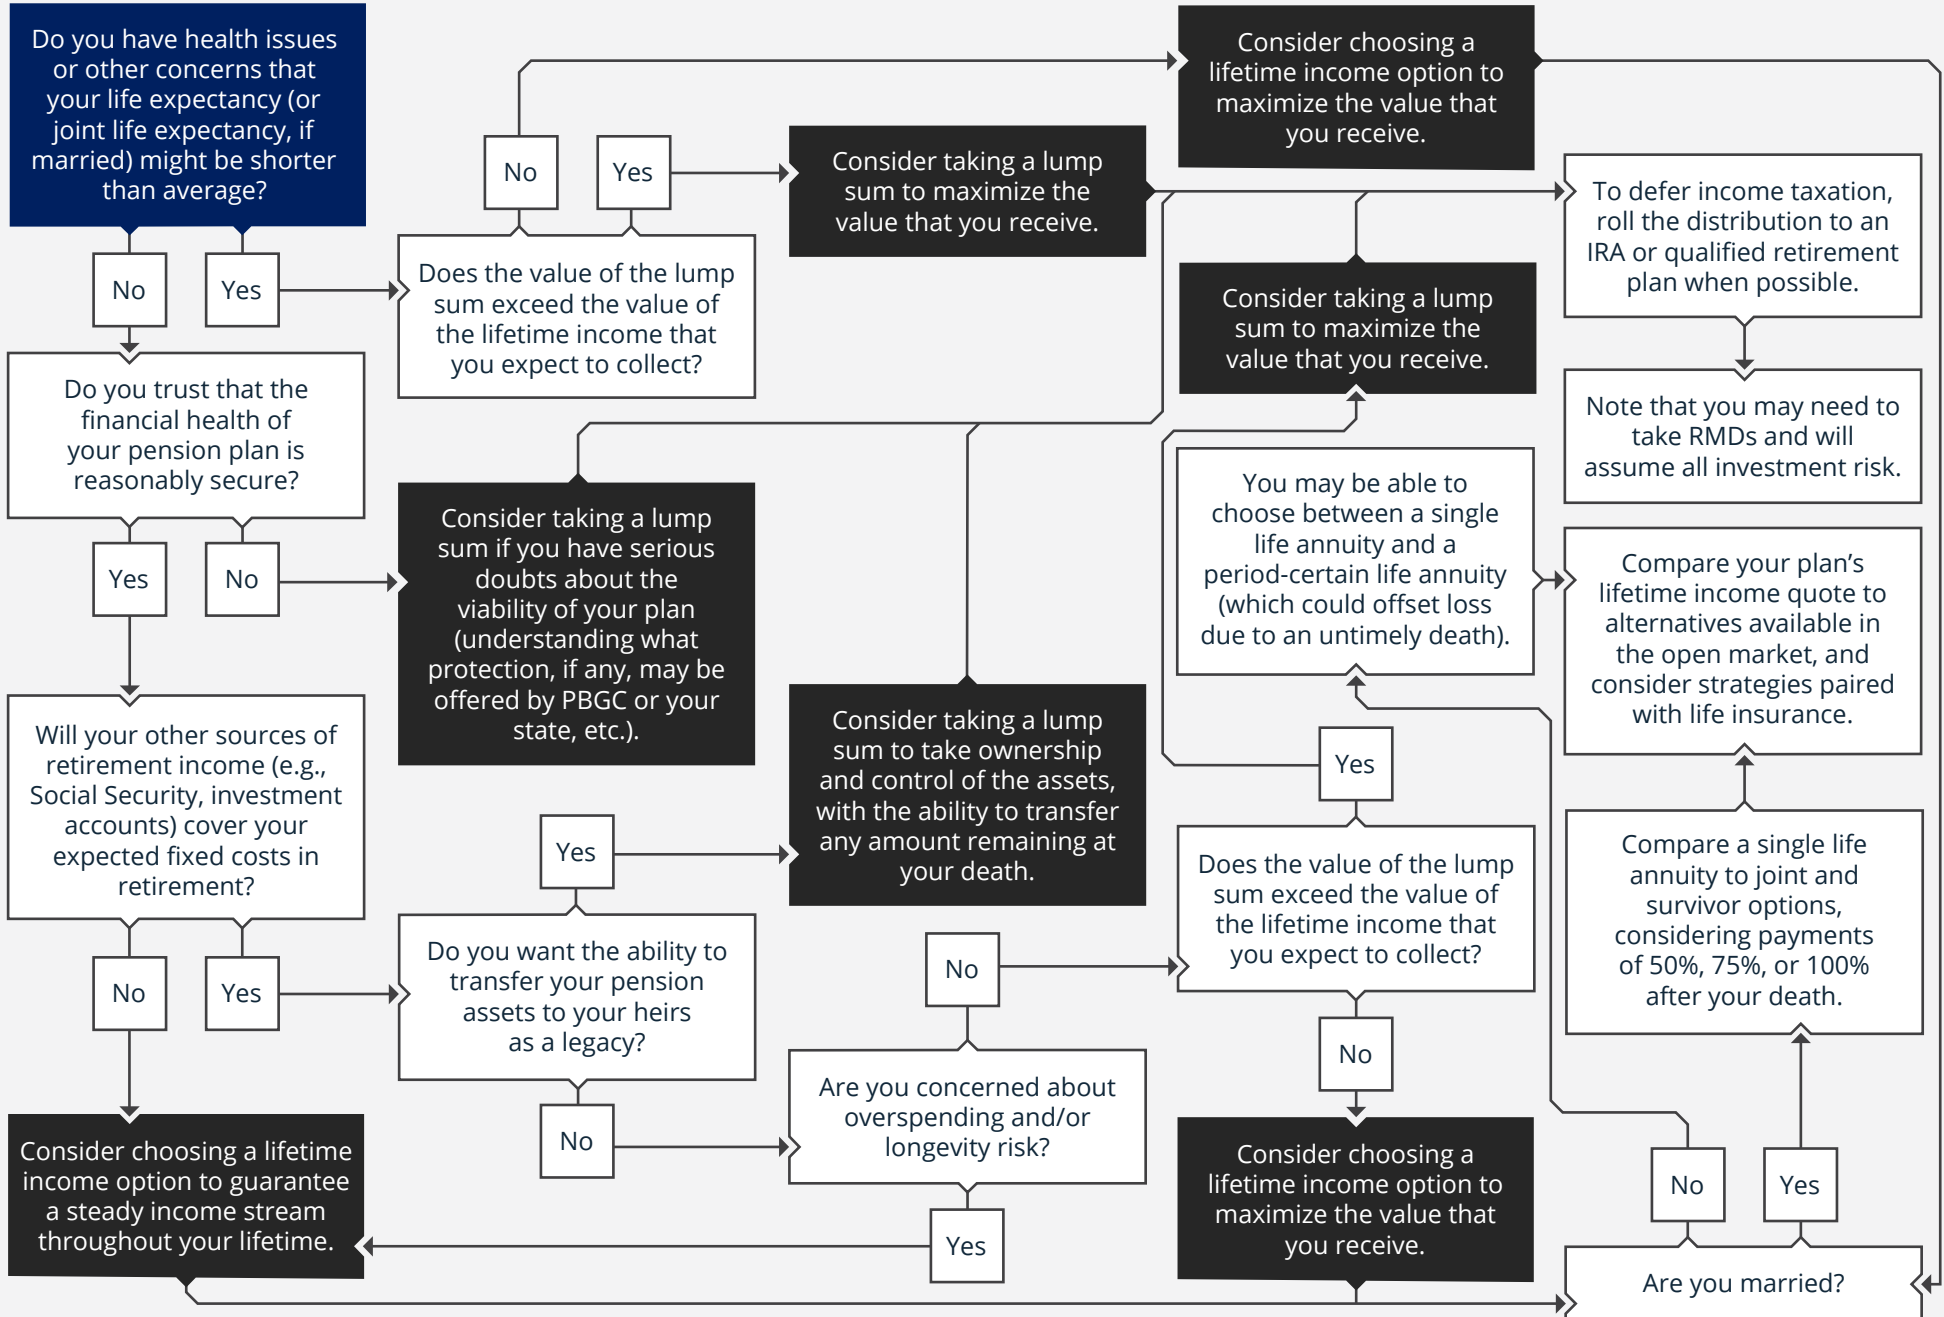 Do you have health issues
or other concerns that
your life expectancy (or
joint life expectancy, if
married) might be shorter
than average?
No
Yes
Does the value of the lump
sum exceed the value of
the lifetime income that
you expect to collect?
No
Yes
Consider taking a lump
sum to maximize the
value that you receive.
Consider choosing a
lifetime income option to
maximize the value that
you receive.
To defer income taxation,
roll the distribution to an
IRA or qualified retirement
plan when possible.
Note that you may need to
take RMDs and will
assume all investment risk.
Do you trust that the
financial health of
your pension plan is
reasonably secure?
Yes
No
Consider taking a lump
sum if you have serious
doubts about the
viability of your plan
(understanding what
protection, if any, may be
offered by PBGC or your
state, etc.).
Will your other sources of
retirement income (e.g.,
Social Security, investment
accounts) cover your
expected fixed costs in
retirement?
No
Yes
Do you want the ability to
transfer your pension
assets to your heirs
as a legacy?
Yes
No
Consider taking a lump
sum to take ownership
and control of the assets,
with the ability to transfer
any amount remaining at
your death.
Are you concerned about
overspending and/or
longevity risk?
No
Yes
Consider choosing a lifetime
income option to guarantee
a steady income stream
throughout your lifetime.
Does the value of the lump
sum exceed the value of
the lifetime income that
you expect to collect?
Yes
No
Consider taking a lump
sum to maximize the
value that you receive.
Consider choosing a
lifetime income option to
maximize the value that
you receive.
Are you married?
No
Yes
You may be able to
choose between a single
life annuity and a
period-certain life annuity
(which could offset loss
due to an untimely death).
Compare a single life
annuity to joint and
survivor options,
considering payments
of 50%, 75%, or 100%
after your death.
Compare your plan's
lifetime income quote to
alternatives available in
the open market, and
consider strategies paired
with life insurance.